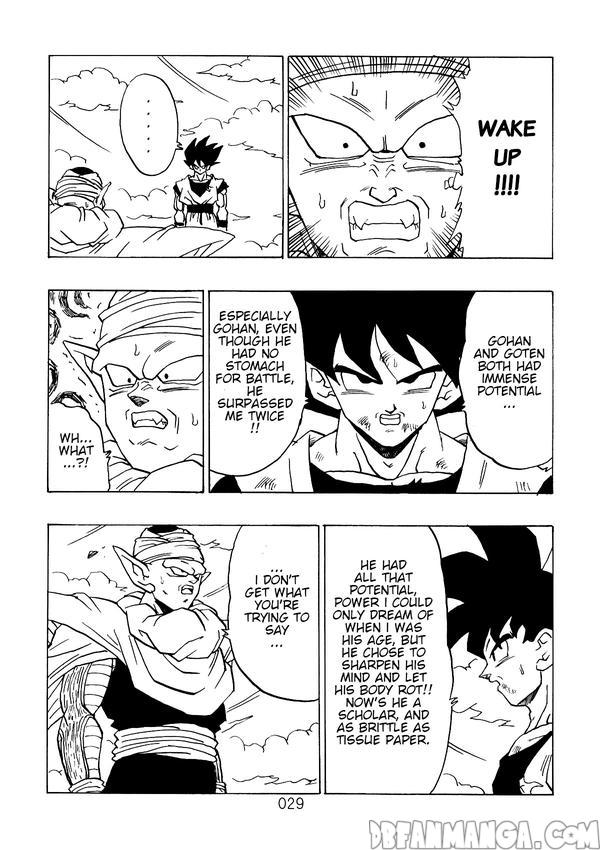 WAKE
UP
!!!!
.....
GOHAN
AND GOTEN
BOTH HAD
IMMENSE
POTENTIAL
...
ESPECIALLY
GOHAN, EVEN
THOUGH HE
HAD NO
STOMACH
FOR BATTLE,
HE
SURPASSED
ME TWICE
!!
WH...
WHAT
...?!
HE HAD
ALL THAT
POTENTIAL,
POWER I COULD
ONLY DREAM OF
WHEN I WAS
HIS AGE, BUT
HE CHOSE TO
SHARPEN HIS
MIND AND LET
HIS BODY ROT!!
NOW'S HE A
SCHOLAR, AND
AS BRITTLE AS
TISSUE PAPER.
...
I DON'T
GET WHAT
YOU'RE
TRYING TO
SAY
...
029
DBFANMANGA.COM